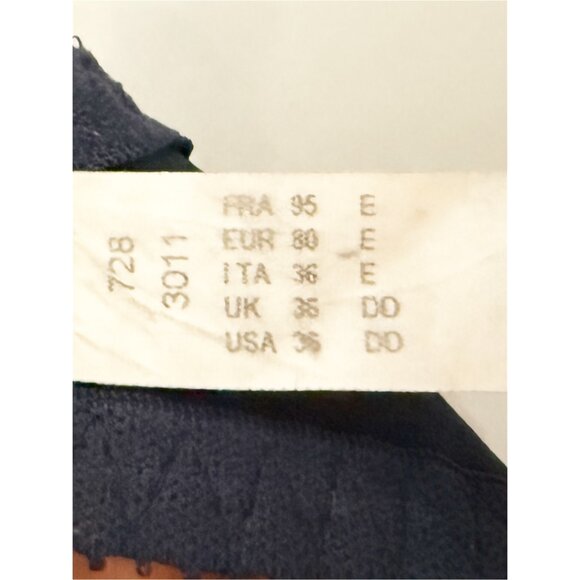 728
3011
FRA 95 E
EUR 80 E
ITA 36 E
UK 36 DD
USA 36 DD